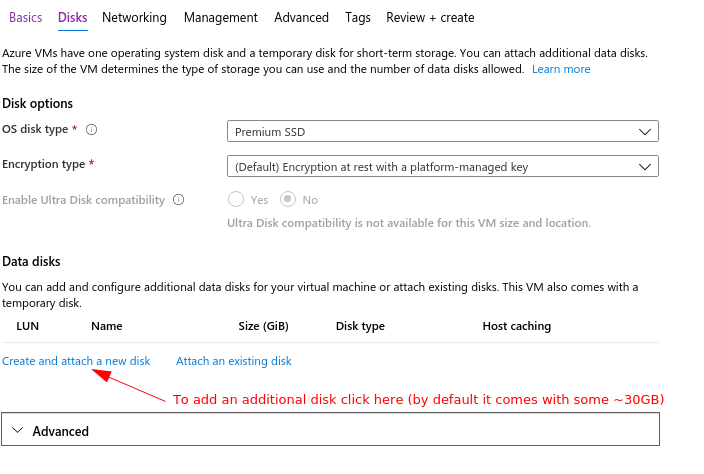 Basics Disks Networking Management Advanced Tags Review + create
Azure VMs have one operating system disk and a temporary disk for short-term storage. You can attach additional data disks.
The size of the VM determines the type of storage you can use and the number of data disks allowed. Learn more
Disk options
OS disk type * Premium SSD
Encryption type * (Default) Encryption at rest with a platform-managed key
Enable Ultra Disk compatibility Yes No
Ultra Disk compatibility is not available for this VM size and location.
Data disks
You can add and configure additional data disks for your virtual machine or attach existing disks. This VM also comes with a
temporary disk.
LUN Name Size (GiB) Disk type Host caching
Create and attach a new disk Attach an existing disk
To add an additional disk click here (by default it comes with some ~30GB)
Advanced